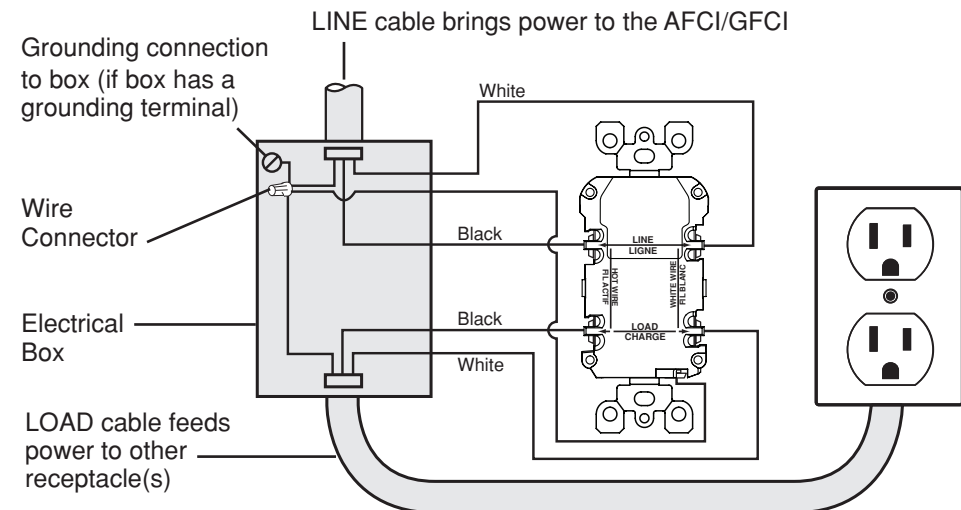 LINE cable brings power to the AFCI/GFCI
Grounding connection
to box (if box has a
grounding terminal)
White
Wire
Connector
Black
LINE
LIGNE
HOT WIRE
FIL ACTIF
WHITE WIRE
FIL BLANC
Electrical
Box
Black
LOAD
CHARGE
White
LOAD cable feeds
power to other
receptacle(s)